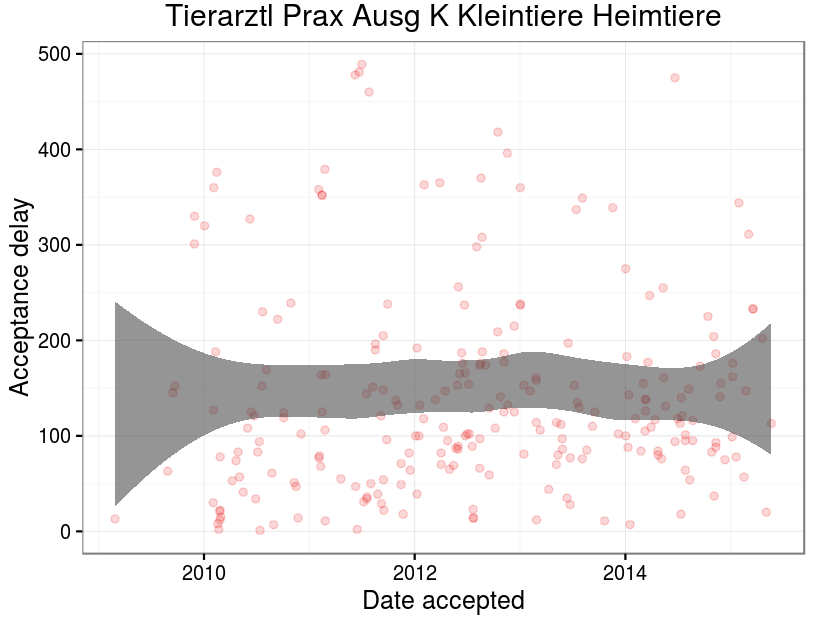 Tierarztl Prax Ausg K Kleintiere Heimtiere
Acceptance delay
500
400
300
200
100
0
2010 2012 2014
Date accepted